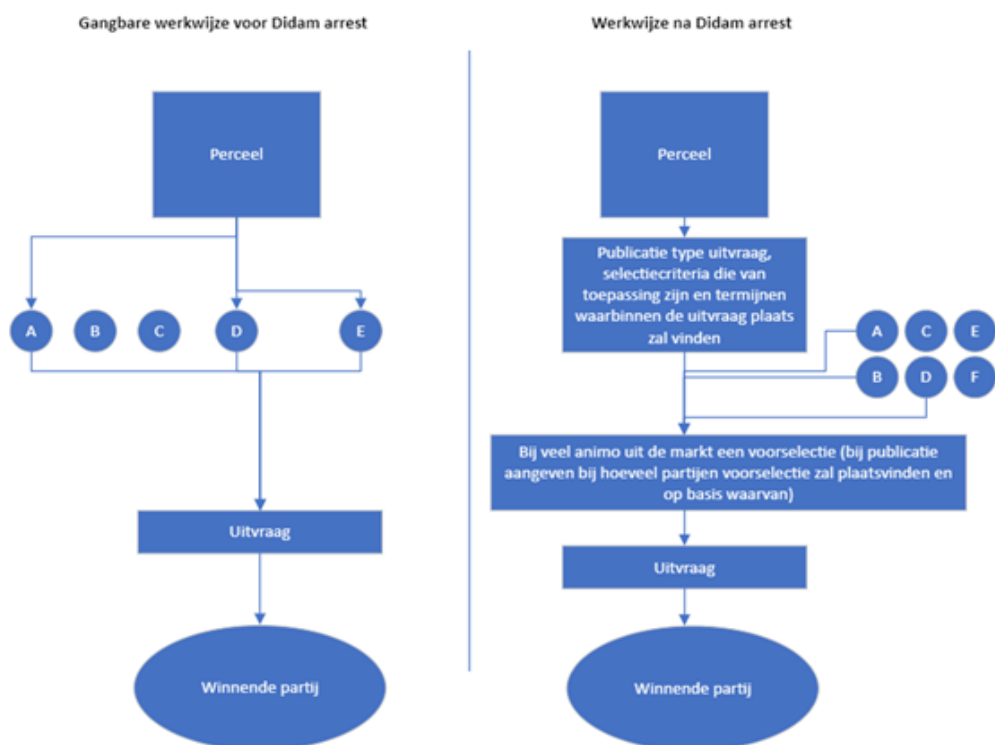 Gangbare werkwijze voor Didam arrest
Perceel
A
B
C
D
E
Uitvraag
Winnende partij
Werkwijze na Didam arrest
Perceel
Publicatie type uitvraag,
selectiecriteria die van
toepassing zijn en termijnen
waarbinnen de uitvraag plaats
zal vinden
A
C
E
B
D
F
Bij veel animo uit de markt een voorselectie (bij publicatie
aangeven bij hoeveel partijen voorselectie zal plaatsvinden en
op basis waarvan)
Uitvraag
Winnende partij